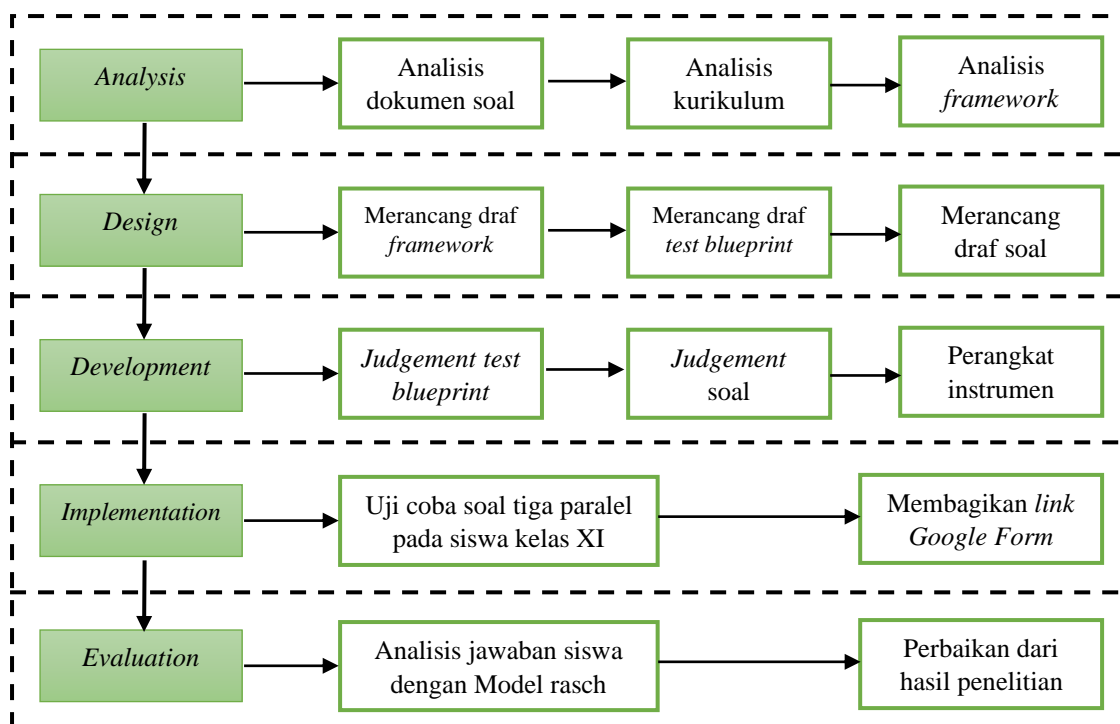 Analysis
Analisis
dokumen soal
Analisis
kurikulum
Analisis
framework
Design
Merancang draf
framework
Merancang draf
test blueprint
Merancang
draf soal
Development
Judgement test
blueprint
Judgement
soal
Perangkat
instrumen
Implementation
Uji coba soal tiga paralel
pada siswa kelas XI
Membagikan link
Google Form
Evaluation
Analisis jawaban siswa
dengan Model rasch
Perbaikan dari
hasil penelitian